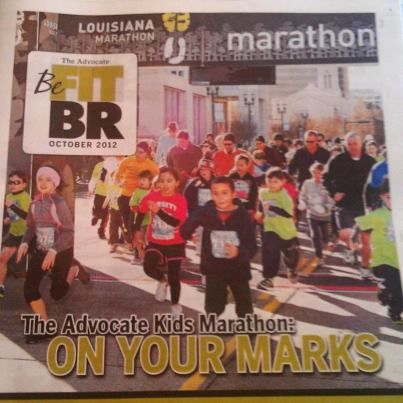 LOUISIANA
MARATHON
marathon
The Advocate
Be FIT
BR
OCTOBER 2012
The Advocate Kids Marathon:
ON YOUR MARKS